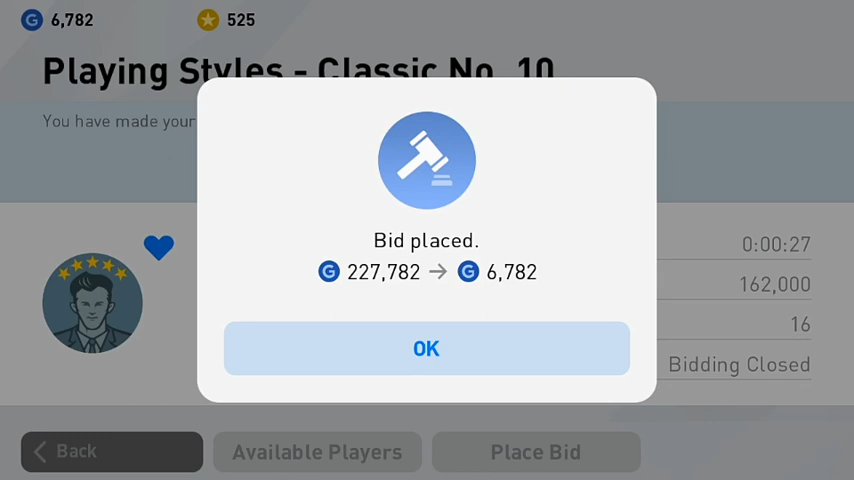 6,782
525
Playing Styles - Classic No. 10
You have made your
Bid placed.
227,782 → 6,782
0:00:27
162,000
16
Bidding Closed
OK
Back
Available Players
Place Bid